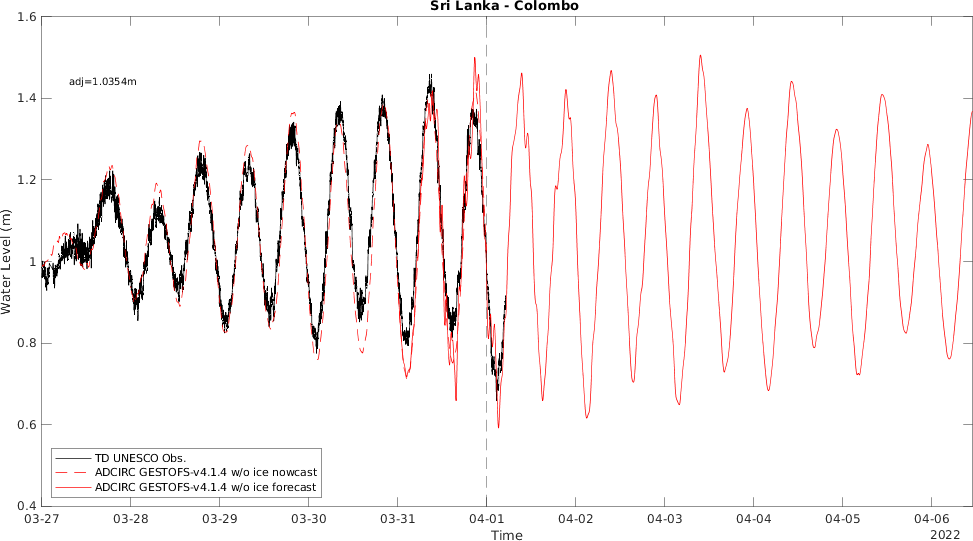 Sri Lanka - Colombo
1.6
adj=1.0354m
1.4
1.2
1
0.8
0.6
0.4
Water Level (m)
TD UNESCO Obs.
ADCIRC GESTOFS-v4.1.4 w/o ice nowcast
ADCIRC GESTOFS-v4.1.4 w/o ice forecast
03-27 03-28 03-29 03-30 03-31 04-01 04-02 04-03 04-04 04-05 04-06
Time
2022